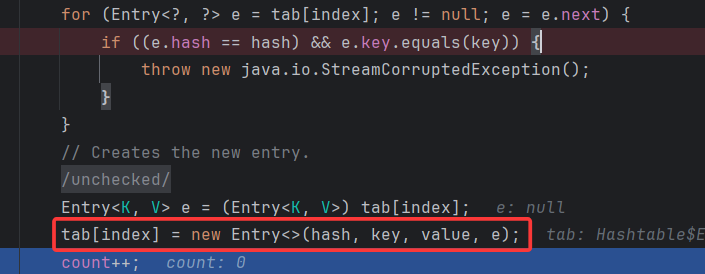 for (Entry<?, ?> e = tab[index]; e != null; e = e.next) {
if ((e.hash == hash) && e.key.equals(key)) {
throw new java.io.StreamCorruptedException();
}
}
// Creates the new entry.
/unchecked/
Entry<K, V> e = (Entry<K, V>) tab[index]; e: null
tab[index] = new Entry<>(hash, key, value, e); tab: Hashtable$E
count++; count: 0